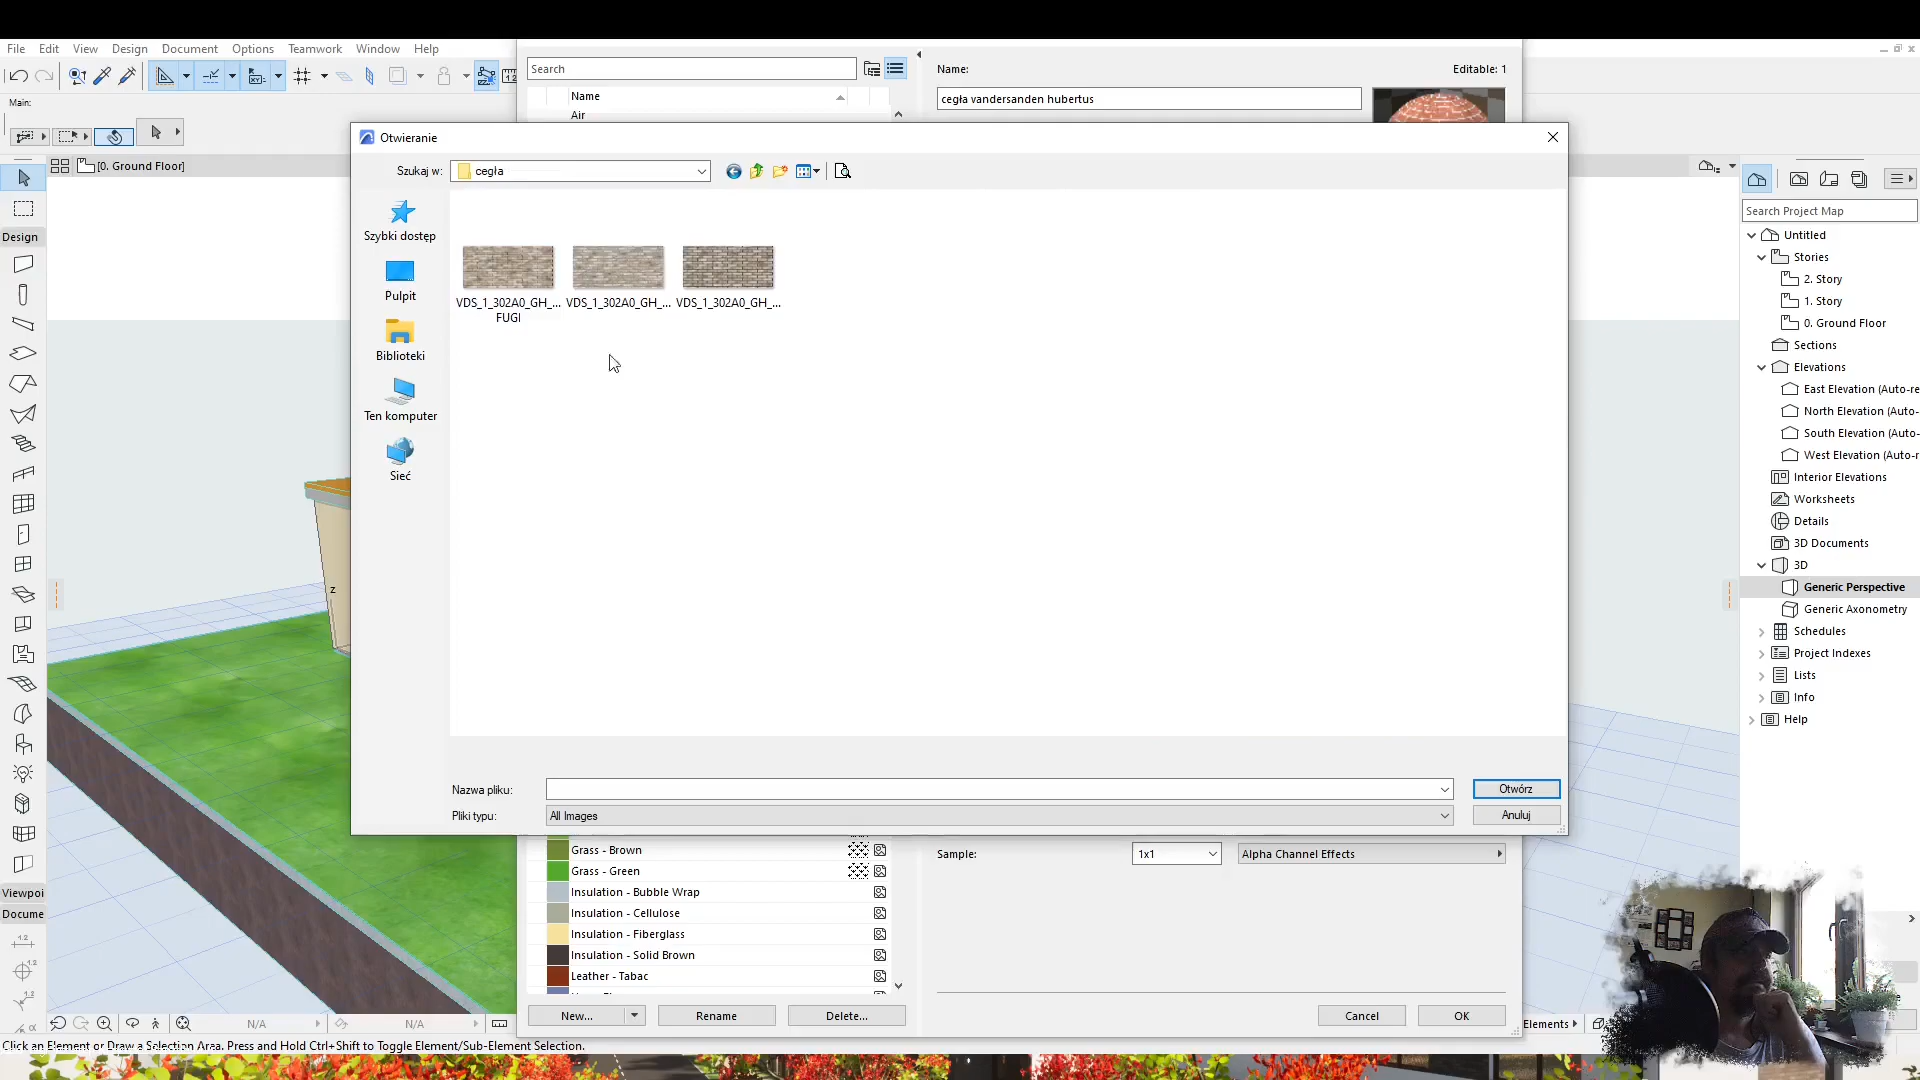 File Edit View Design Document Options Teamwork Window Help
Search
Name:
Editable: 1
Name
cegła vandersanden hubertus
Main:
Air
Otwieranie
[0. Ground Floor]
Szukaj w:
cegła
Search Project Map
Szybki dostęp
Design
Untitled
Stories
Pulpit
VDS_1_302A0_GH_... VDS_1_302A0_GH_... VDS_1_302A0_GH_...
FUGI
2. Story
1. Story
0. Ground Floor
Biblioteki
Sections
Elevations
East Elevation (Auto-re
Ten komputer
North Elevation (Auto-
South Elevation (Auto-
West Elevation (Auto-r
Sieć
Interior Elevations
Worksheets
Details
3D Documents
3D
z
Generic Perspective
Generic Axonometry
Schedules
Project Indexes
Lists
Info
Help
Nazwa pliku:
Otwórz
Pliki typu:
All Images
Anuluj
Grass - Brown
Sample:
1x1
Alpha Channel Effects
Grass - Green
Viewpoi
Insulation - Bubble Wrap
Docume
Insulation - Cellulose
Insulation - Fiberglass
Insulation - Solid Brown
Leather - Tabac
New...
Rename
Delete...
Cancel
OK
N/A
N/A
Elements
Click an Element or Draw a Selection Area. Press and Hold Ctrl+Shift to Toggle Element/Sub-Element Selection.